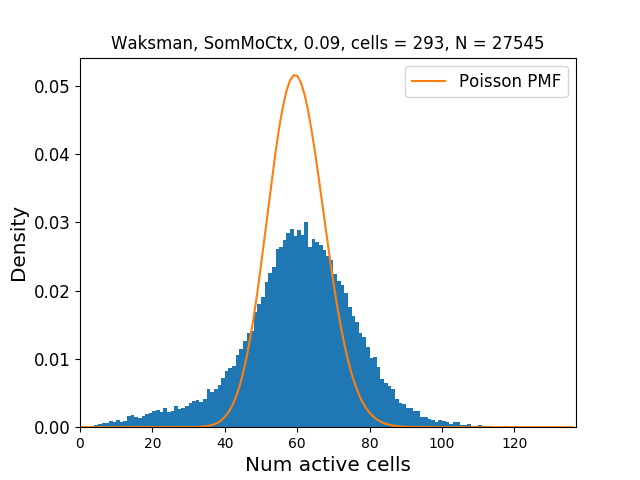 Waksman, SomMoCtx, 0.09, cells = 293, N = 27545
Poisson PMF
Density
0.05
0.04
0.03
0.02
0.01
0.00
0 20 40 60 80 100 120
Num active cells